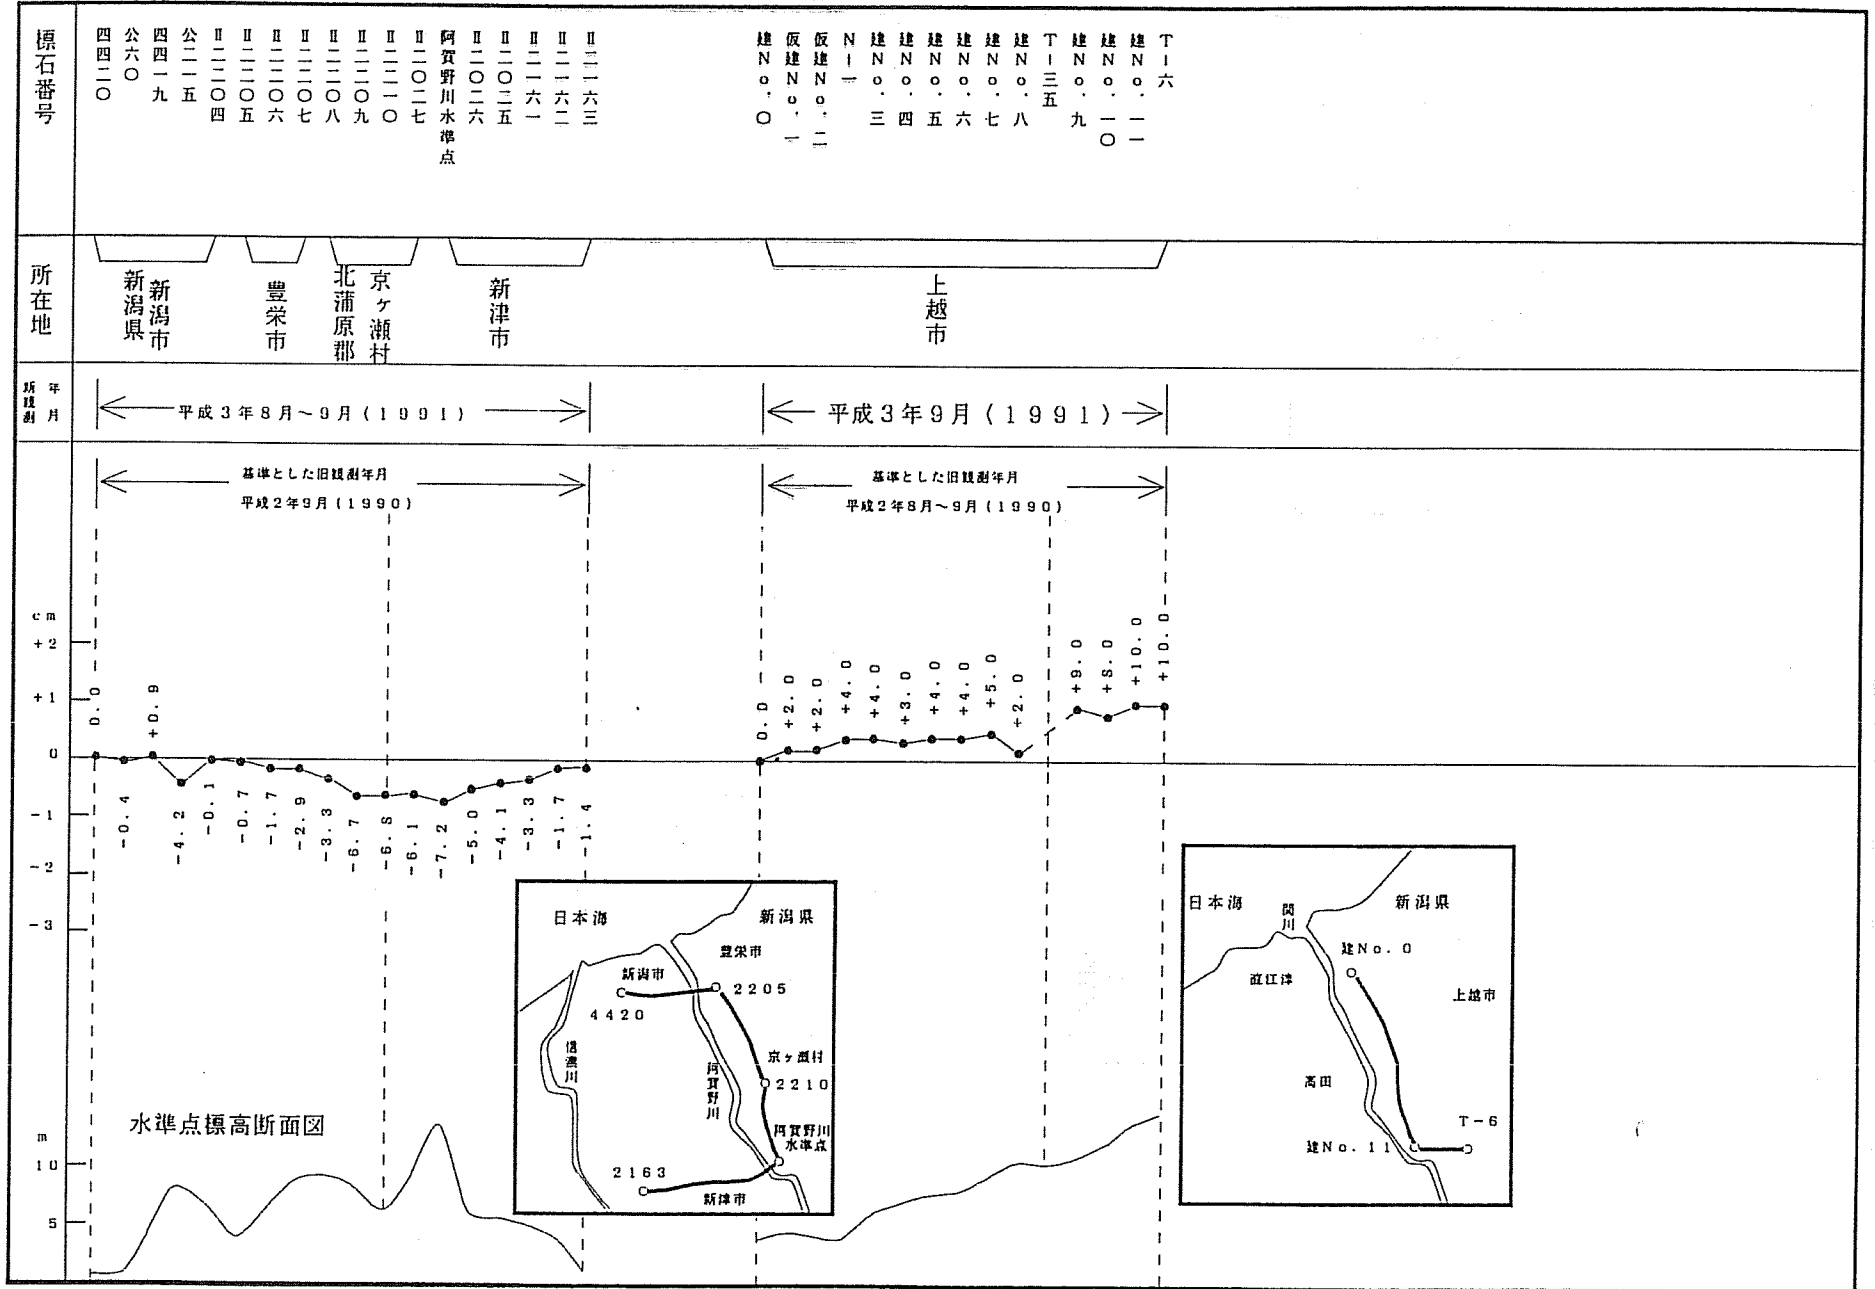 標石番号
四四二〇
公六〇
四四一九
公二一五
Ⅱ二二〇四
Ⅱ二二〇五
Ⅱ二二〇六
Ⅱ二二〇七
Ⅱ二二〇八
Ⅱ二二〇九
Ⅱ二二一〇
Ⅱ二〇二七
阿賀野川水準点
Ⅱ二〇二六
Ⅱ二〇二五
Ⅱ二一六一
Ⅱ二一六二
Ⅱ二一六三
建No.〇
仮建No.一
仮建No.二
N-一
建No.三
建No.四
建No.五
建No.六
建No.七
建No.八
T-三五
建No.九
建No.一〇
建No.一一
T-六
所在地
新潟県
新潟市
豊栄市
北蒲原郡
京ヶ瀬村
新津市
上越市
新観測
年月
平成3年8月~9月(1991)
平成3年9月(1991)
基準とした旧観測年月
平成2年9月(1990)
基準とした旧観測年月
平成2年8月~9月(1990)
cm
+2
+1
0
-1
-2
-3
0.0
-0.4
+0.9
-4.2
-0.1
-0.7
-1.7
-2.9
-3.3
-6.7
-6.8
-6.1
-7.2
-5.0
-4.1
-3.3
-1.7
-1.4
0.0
+2.0
+2.0
+4.0
+4.0
+3.0
+4.0
+4.0
+5.0
+2.0
+9.0
+8.0
+10.0
+10.0
水準点標高断面図
m
10
5
日本海
新潟県
豊栄市
新潟市
2205
4420
信濃川
阿賀野川
京ヶ瀬村
2210
阿賀野川
水準点
2163
新津市
日本海
関川
新潟県
建No.0
直江津
上越市
高田
T-6
建No.11